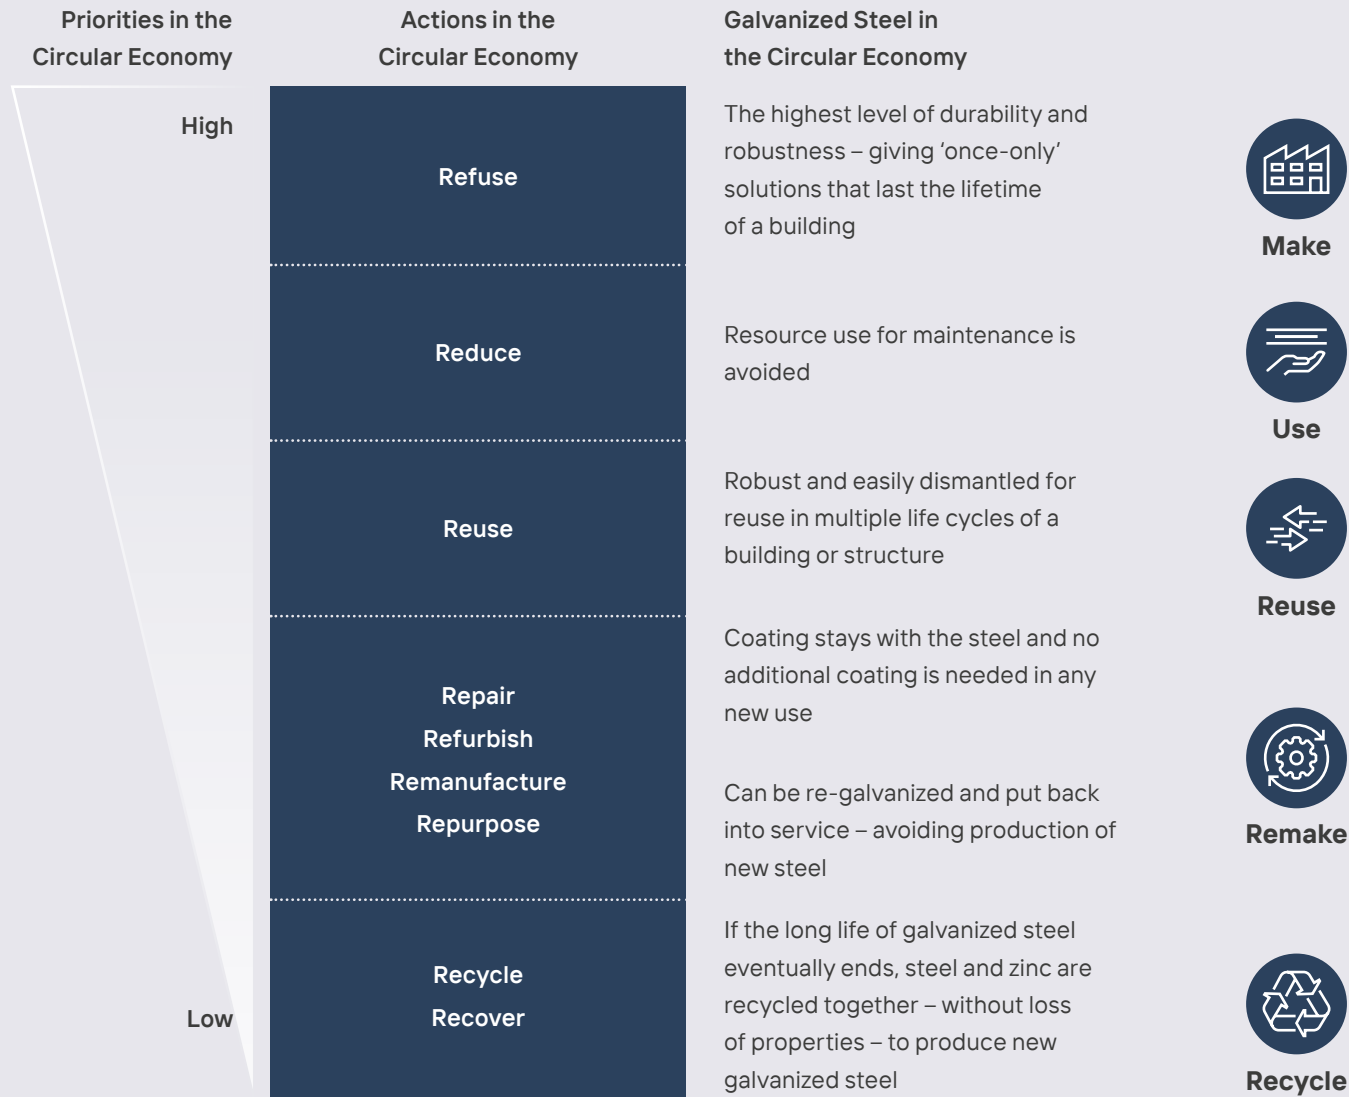 Priorities in the
Circular Economy
Actions in the
Circular Economy
Galvanized Steel in
the Circular Economy
High
Refuse
The highest level of durability and
robustness – giving ‘once-only’
solutions that last the lifetime
of a building
Make
Reduce
Resource use for maintenance is
avoided
Use
Reuse
Robust and easily dismantled for
reuse in multiple life cycles of a
building or structure
Reuse
Repair
Refurbish
Remanufacture
Repurpose
Coating stays with the steel and no
additional coating is needed in any
new use
Can be re-galvanized and put back
into service – avoiding production of
new steel
Remake
Low
Recycle
Recover
If the long life of galvanized steel
eventually ends, steel and zinc are
recycled together – without loss
of properties – to produce new
galvanized steel
Recycle